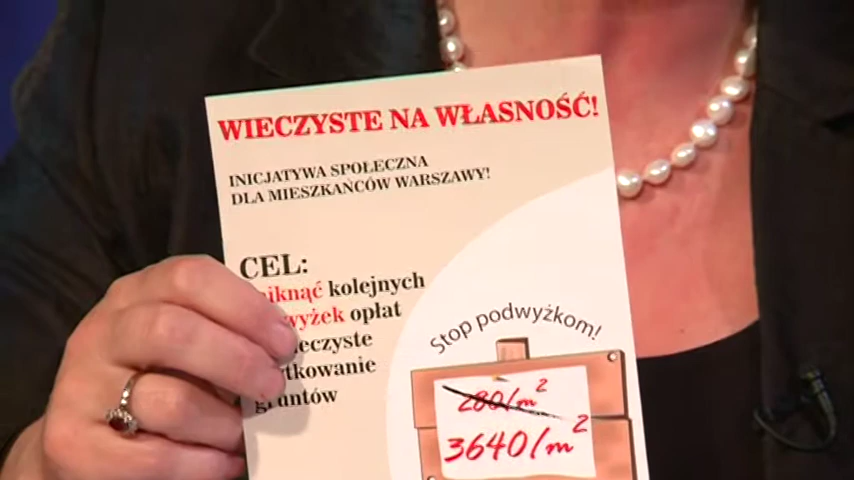 WIECZYSTE NA WŁASNOŚĆ!
INICJATYWA SPOŁECZNA
DLA MIESZKAŃCÓW WARSZAWY!
CEL:
kolejnych
opłat
gruntów
Stop podwyżkom!
280/m²
3640/m²